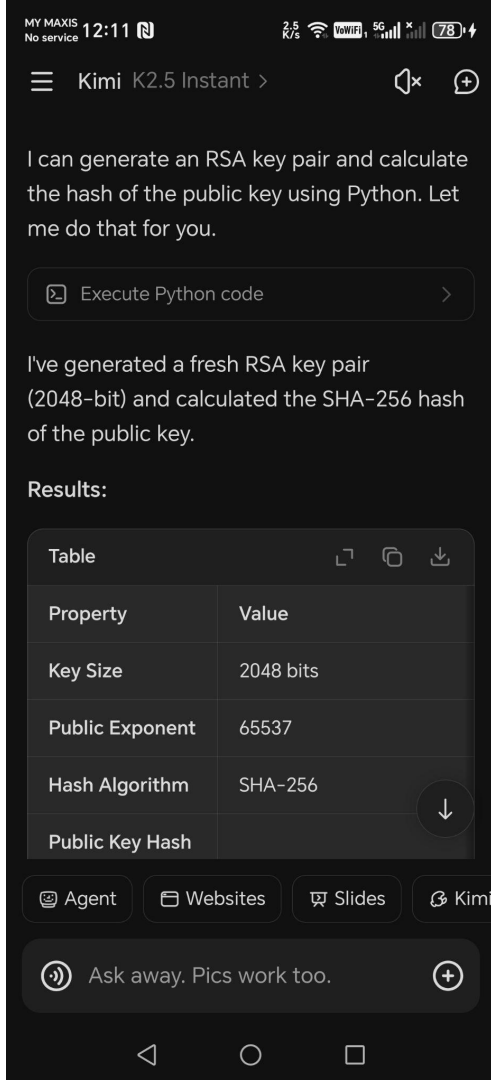 MY MAXIS
No service 12:11 2.5 K/s VoWiFi 1 5G 78
Kimi K2.5 Instant >
I can generate an RSA key pair and calculate
the hash of the public key using Python. Let
me do that for you.
Execute Python code
I've generated a fresh RSA key pair
(2048-bit) and calculated the SHA-256 hash
of the public key.
Results:
Table
Property Value
Key Size 2048 bits
Public Exponent 65537
Hash Algorithm SHA-256
Public Key Hash
Agent Websites Slides Kimi
Ask away. Pics work too.